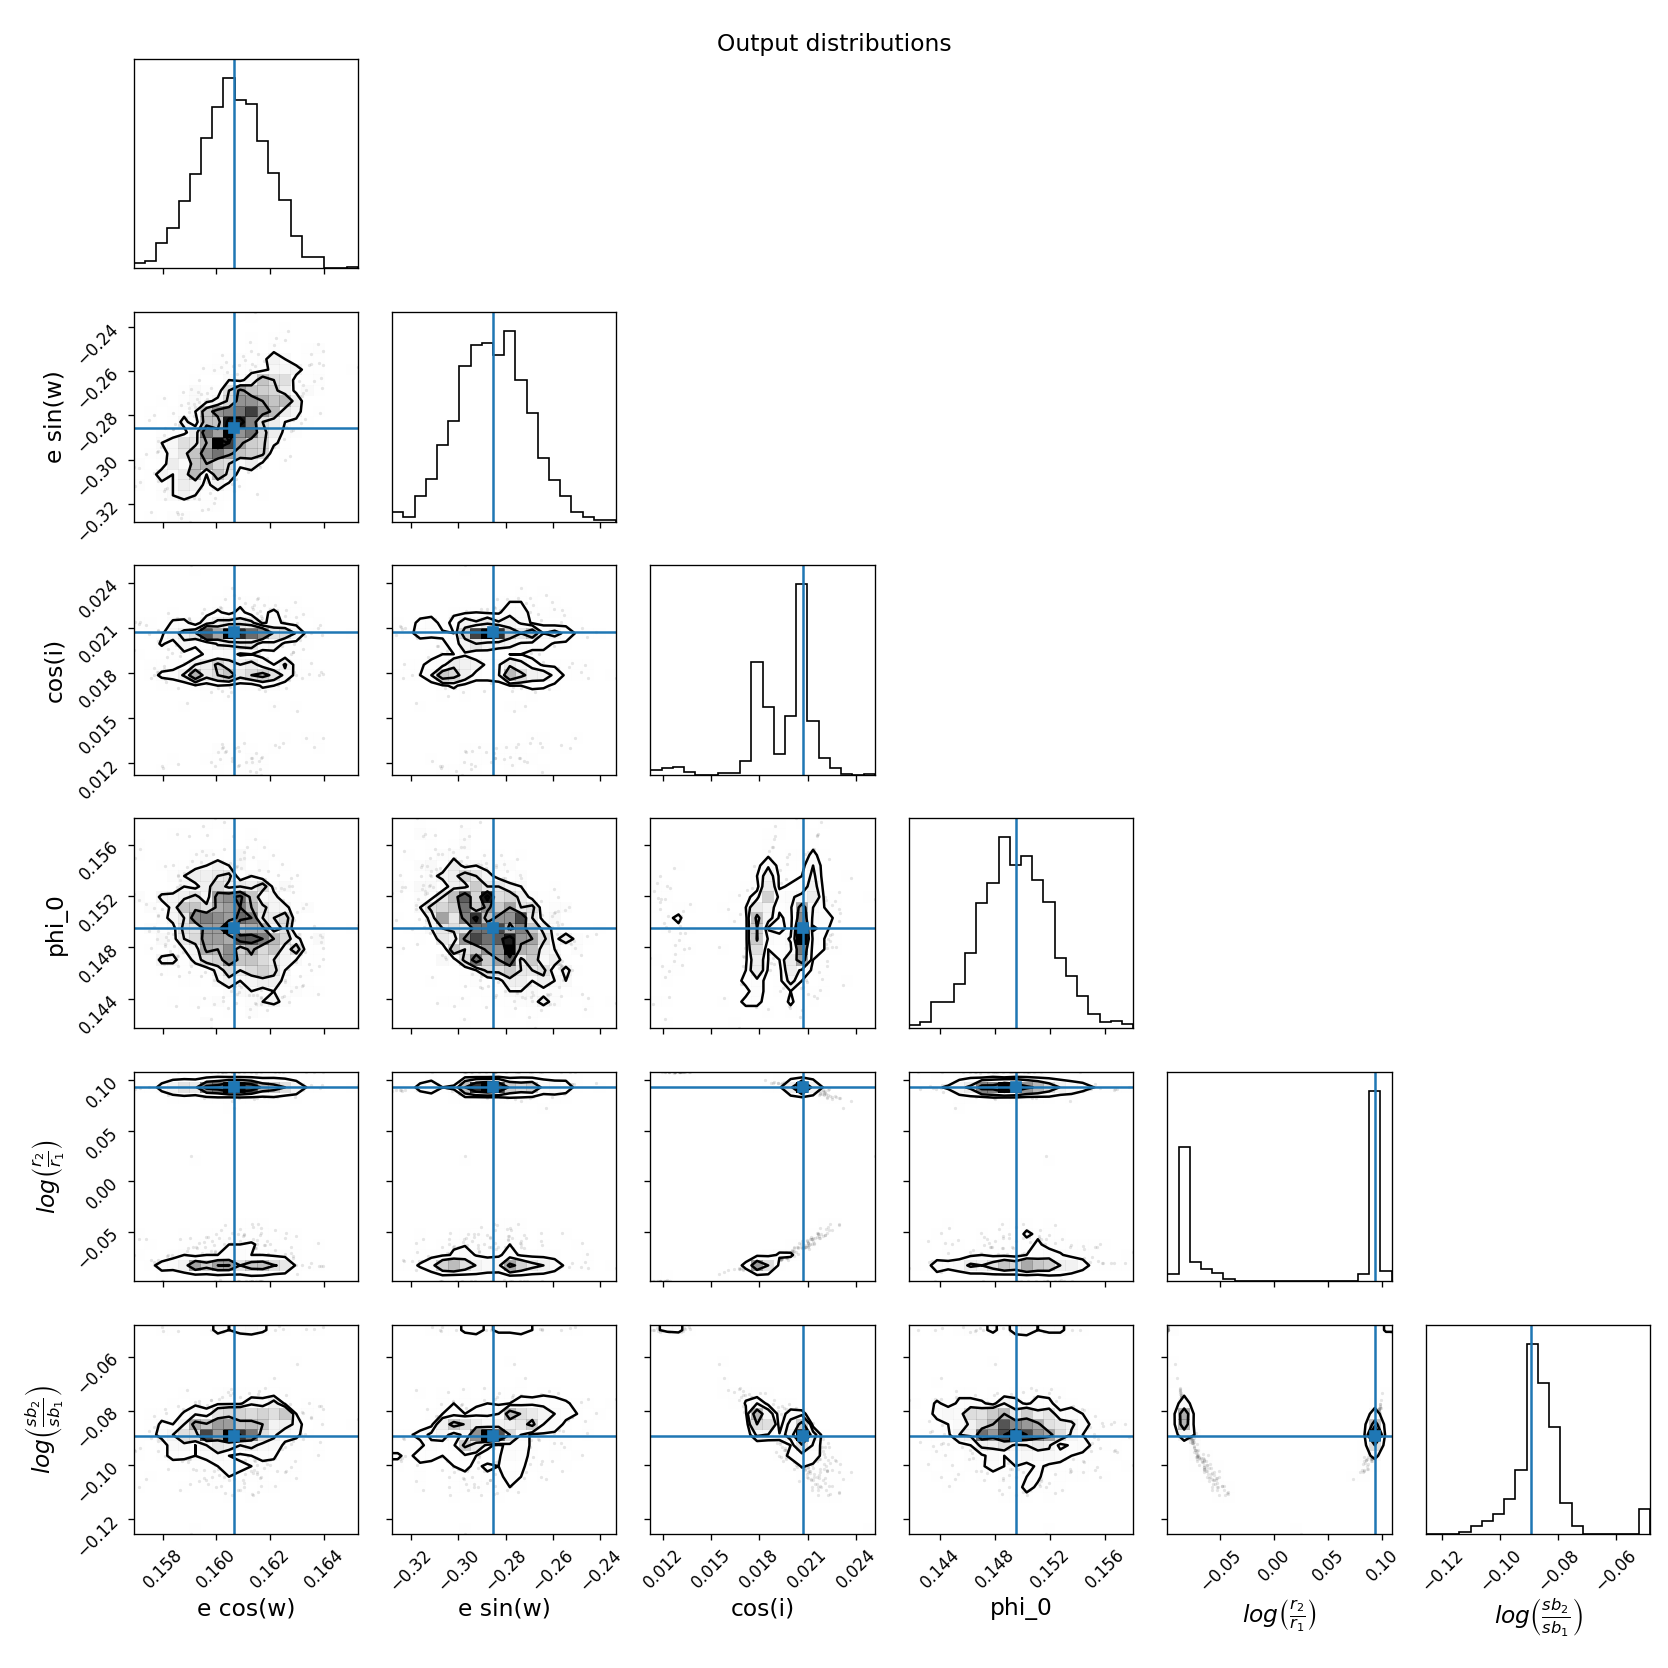 Output distributions
e sin(w)
−0.24
−0.26
−0.28
−0.30
−0.32
cos(i)
0.024
0.021
0.018
0.015
0.012
phi_0
0.156
0.152
0.148
0.144
log(r2/r1)
0.10
0.05
0.00
−0.05
log(sb2/sb1)
−0.06
−0.08
−0.10
−0.12
0.158 0.160 0.162 0.164
−0.32 −0.30 −0.28 −0.26 −0.24
0.012 0.015 0.018 0.021 0.024
0.144 0.148 0.152 0.156
−0.05 0.00 0.05 0.10
−0.12 −0.10 −0.08 −0.06
e cos(w) e sin(w) cos(i) phi_0 log(r2/r1) log(sb2/sb1)